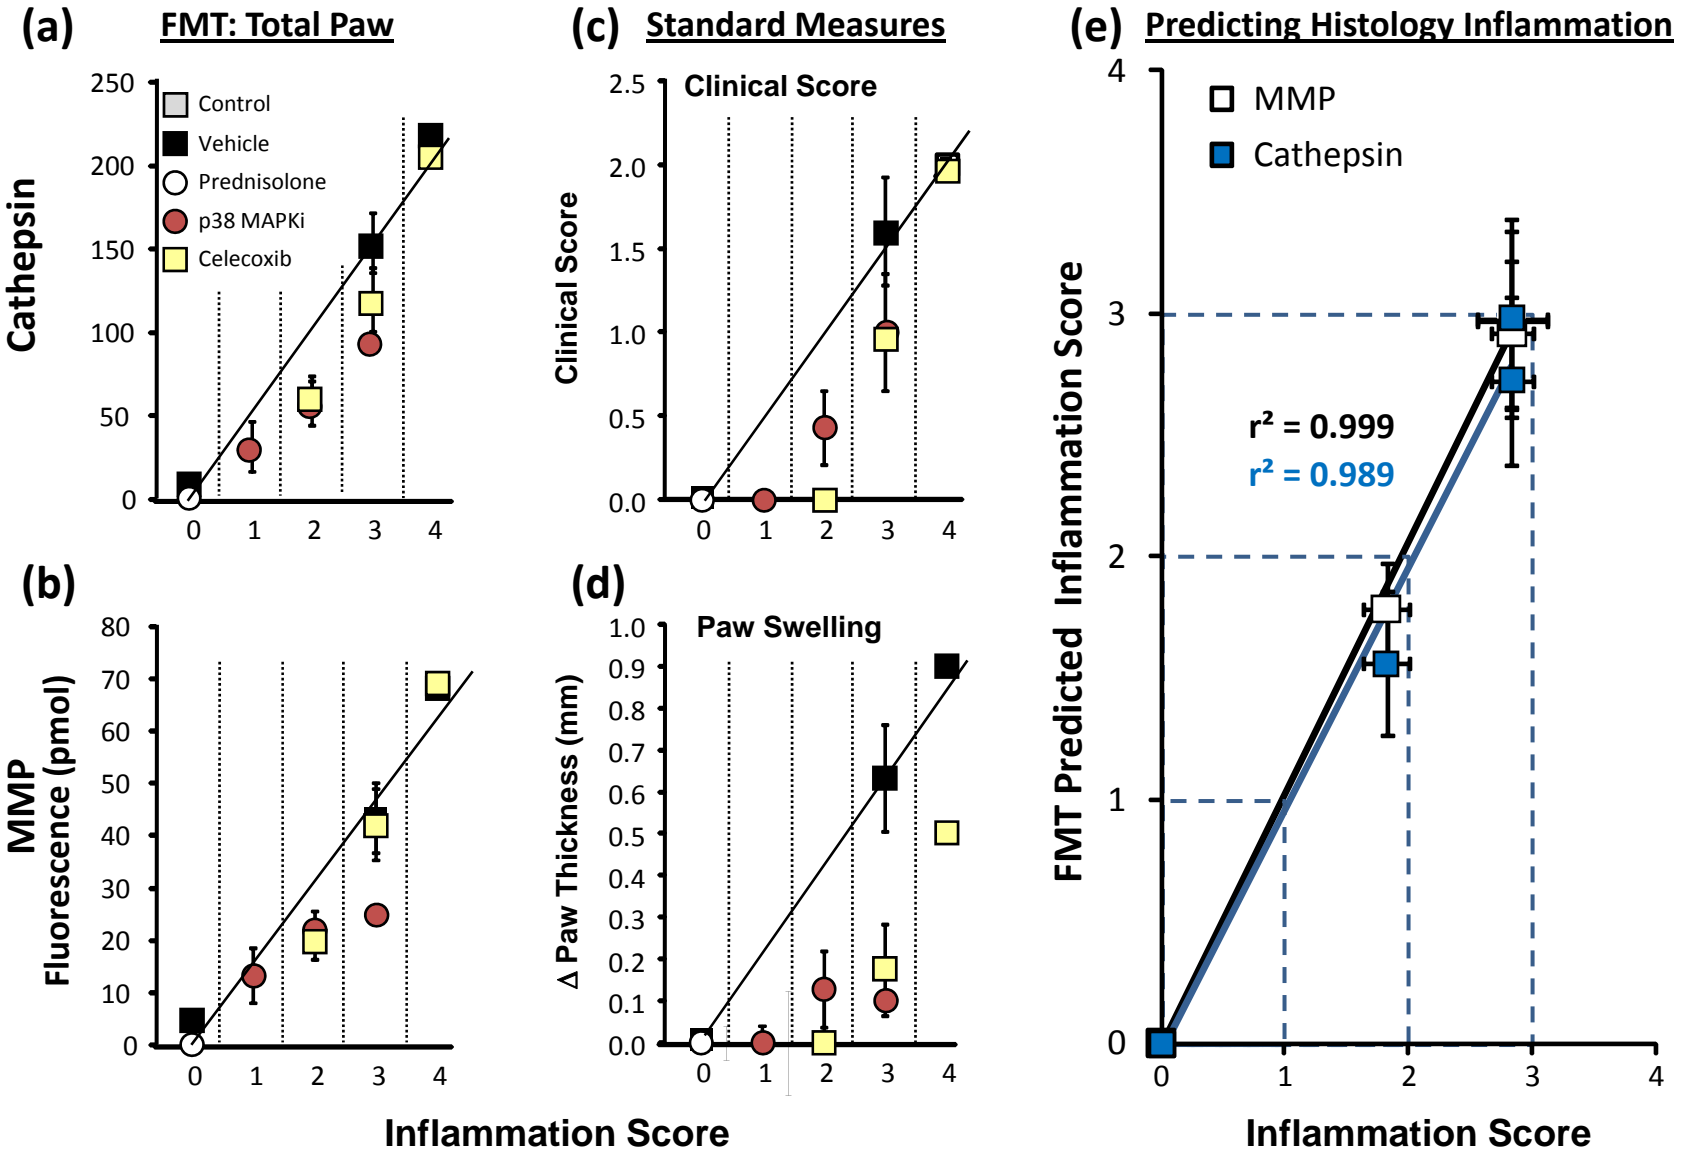 (a) FMT: Total Paw
Cathepsin
250
200
150
100
50
0
Control
Vehicle
Prednisolone
p38 MAPKi
Celecoxib
0 1 2 3 4
(b)
MMP
Fluorescence (pmol)
80
70
60
50
40
30
20
10
0
0 1 2 3 4
(c) Standard Measures
Clinical Score
Clinical Score
2.5
2.0
1.5
1.0
0.5
0.0
0 1 2 3 4
(d)
Paw Swelling
Δ Paw Thickness (mm)
1.0
0.9
0.8
0.7
0.6
0.5
0.4
0.3
0.2
0.1
0.0
0 1 2 3 4
Inflammation Score
(e) Predicting Histology Inflammation
MMP
Cathepsin
FMT Predicted Inflammation Score
4
3
2
1
0
r² = 0.999
r² = 0.989
0 1 2 3 4
Inflammation Score